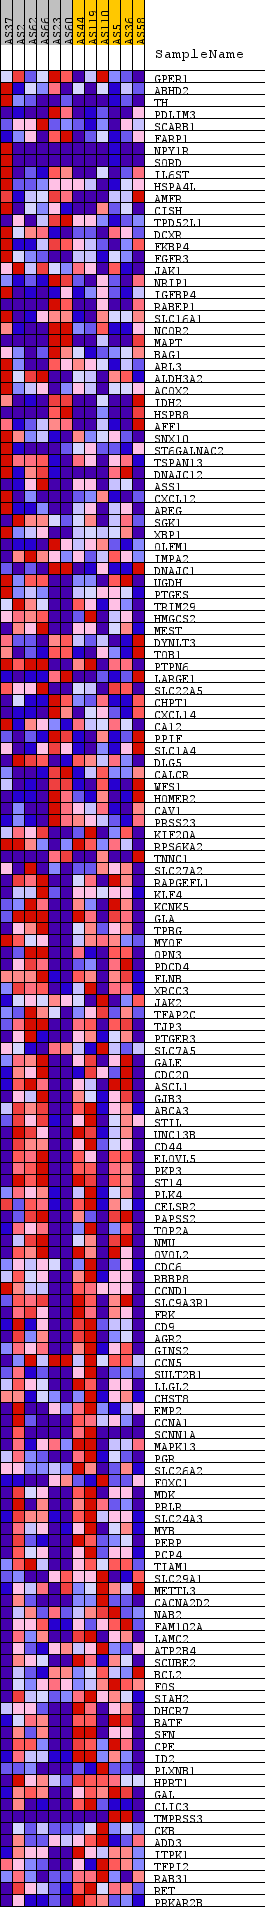 AS37 AS2 AS62 AS66 AS23 AS60 AS44 AS119 AS110 AS5 AS36 AS58
SampleName
GPER1
ABHD2
TH
PDLIM3
SCARB1
FARP1
NPY1R
SORD
IL6ST
HSPA4L
AMFR
CISH
TPD52L1
DCXR
FKBP4
FGFR3
JAK1
NRIP1
IGFBP4
RABEP1
SLC16A1
NCOR2
MAPT
BAG1
ARL3
ALDH3A2
ACOX2
IDH2
HSPB8
AFF1
SNX10
ST6GALNAC2
TSPAN13
DNAJC12
ASS1
CXCL12
AREG
SGK1
XBP1
OLFM1
IMPA2
DNAJC1
UGDH
PTGES
TRIM29
HMGCS2
MEST
DYNLT3
TOB1
PTPN6
LARGE1
SLC22A5
CHPT1
CXCL14
CA12
PPIF
SLC1A4
DLG5
CALCR
WFS1
HOMER2
CAV1
PRSS23
KIF20A
RPS6KA2
TNNC1
SLC27A2
RAPGEFL1
KLF4
KCNK5
GLA
TPBG
MYOF
OPN3
PDCD4
FLNB
XRCC3
JAK2
TFAP2C
TJP3
PTGER3
SLC7A5
GALE
CDC20
ASCL1
GJB3
ABCA3
STIL
UNC13B
CD44
ELOVL5
PKP3
ST14
PLK4
CELSR2
PAPSS2
TOP2A
NMU
OVOL2
CDC6
RBBP8
CCND1
SLC9A3R1
FRK
CD9
AGR2
GINS2
CCN5
SULT2B1
LLGL2
CHST8
EMP2
CCNA1
SCNN1A
MAPK13
PGR
SLC26A2
FOXC1
MDK
PRLR
SLC24A3
MYB
PERP
PCP4
TIAM1
SLC29A1
METTL3
CACNA2D2
NAB2
FAM102A
LAMC2
ATP2B4
SCUBE2
BCL2
FOS
SIAH2
DHCR7
BATF
SFN
CPE
ID2
PLXNB1
HPRT1
GAL
CLIC3
TMPRSS3
CKB
ADD3
ITPK1
TFPI2
RAB31
RET
PRKAR2B